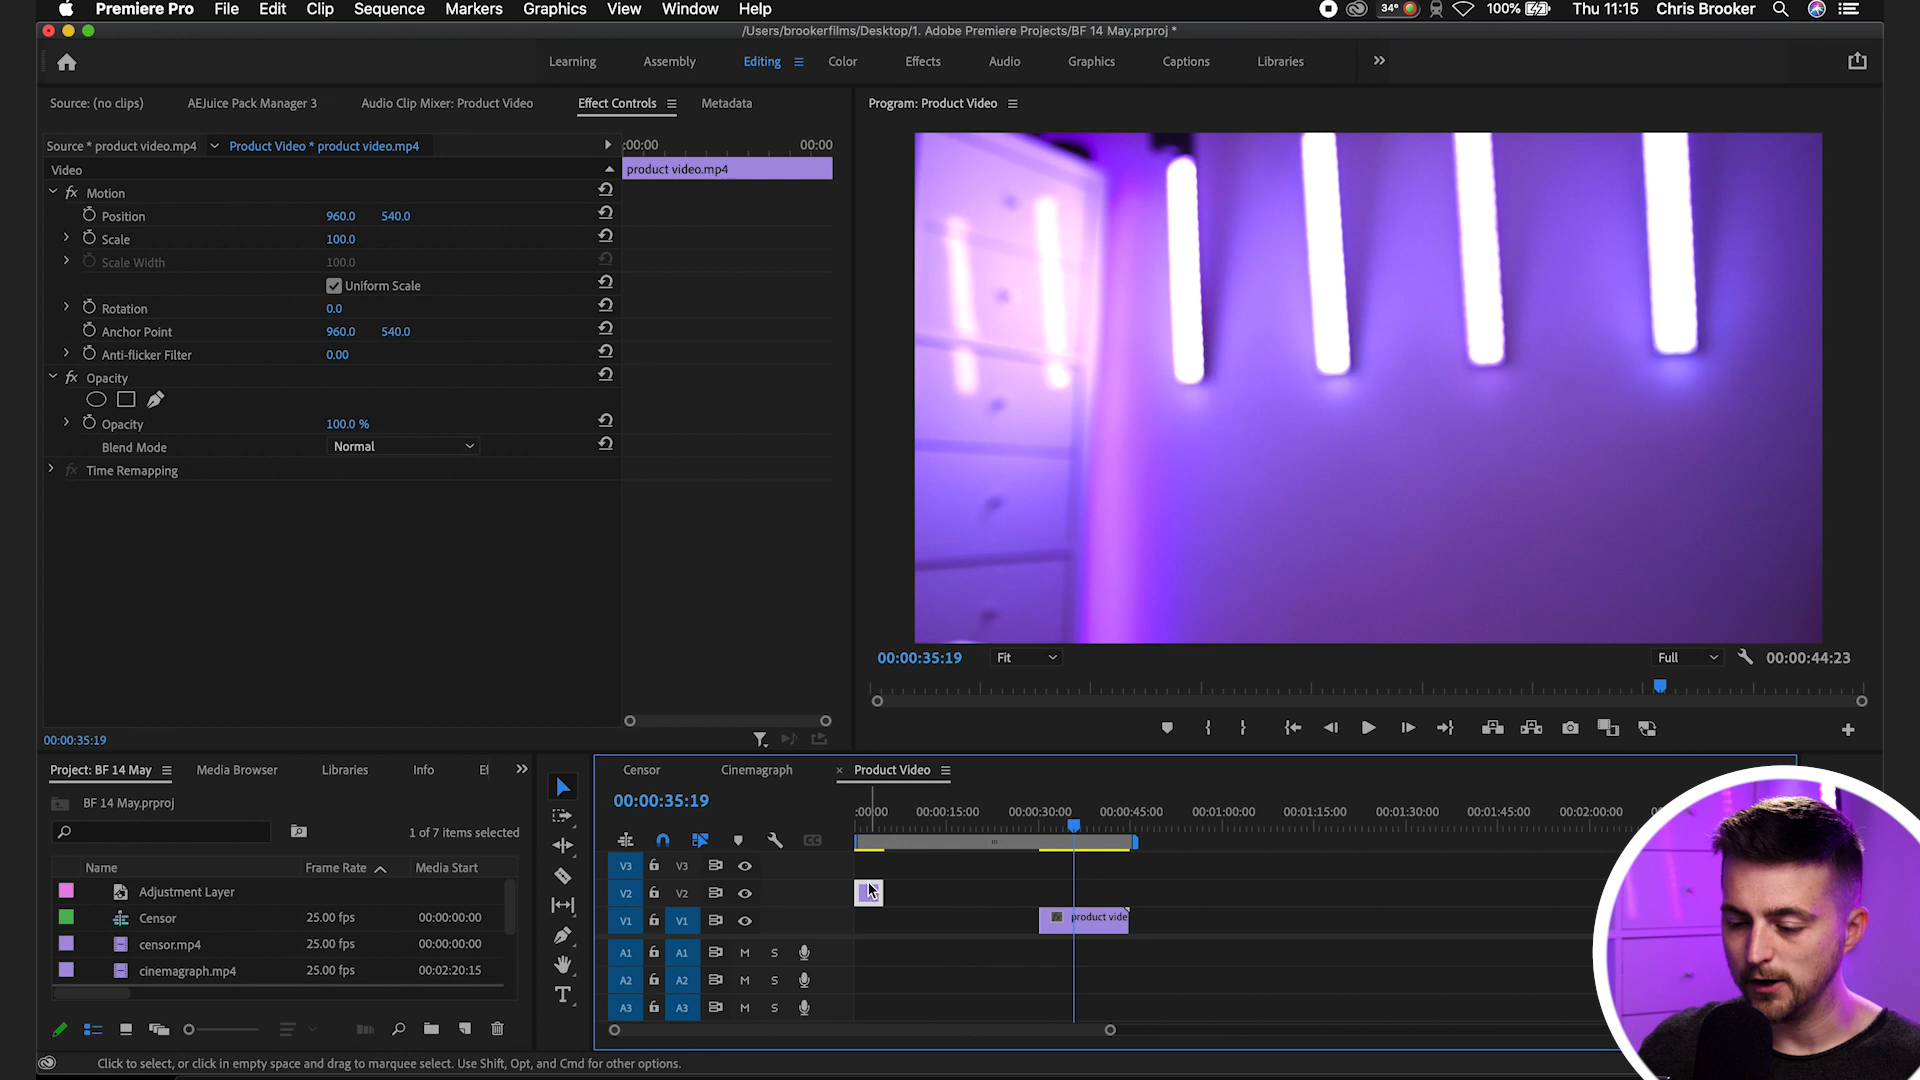 Premiere Pro File Edit Clip Sequence Markers Graphics View Window Help 34° 100% Thu 11:15 Chris Brooker
/Users/brookerfilms/Desktop/1. Adobe Premiere Projects/BF 14 May.prproj *
Learning Assembly Editing Color Effects Audio Graphics Captions Libraries
Source: (no clips) AEJuice Pack Manager 3 Audio Clip Mixer: Product Video Effect Controls Metadata
Program: Product Video
Source * product video.mp4 Product Video * product video.mp4 :00:00 00:00
Video product video.mp4
fx Motion
Position 960.0 540.0
Scale 100.0
Scale Width 100.0
Uniform Scale
Rotation 0.0
Anchor Point 960.0 540.0
Anti-flicker Filter 0.00
fx Opacity
Opacity 100.0 %
Blend Mode Normal
fx Time Remapping
00:00:35:19 Fit Full 00:00:44:23
00:00:35:19
Project: BF 14 May Media Browser Libraries Info
BF 14 May.prproj
1 of 7 items selected
Name Frame Rate Media Start
Adjustment Layer
Censor 25.00 fps 00:00:00:00
censor.mp4 25.00 fps 00:00:00:00
cinemagraph.mp4 25.00 fps 00:02:20:15
Censor Cinemagraph × Product Video
00:00:35:19
:00:00 00:00:15:00 00:00:30:00 00:00:45:00 00:01:00:00 00:01:15:00 00:01:30:00 00:01:45:00 00:02:00:00
V3 V3
V2 V2
V1 V1 fx product vide
A1 A1 M S
A2 A2 M S
A3 A3 M S
Click to select, or click in empty space and drag to marquee select. Use Shift, Opt, and Cmd for other options.